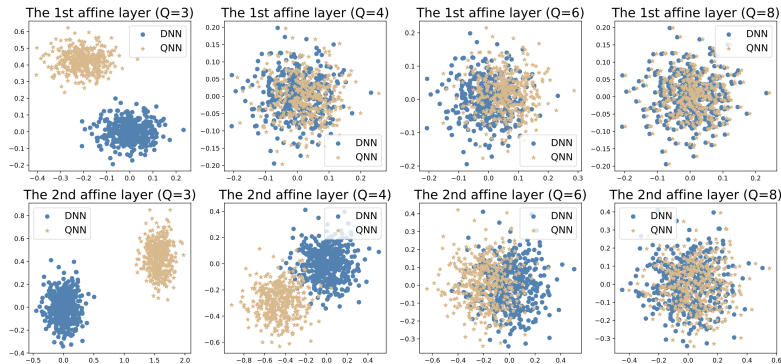 The 1st affine layer (Q=3)
DNN
QNN
0.6
0.5
0.4
0.3
0.2
0.1
0.0
−0.1
−0.2
−0.4 −0.3 −0.2 −0.1 0.0 0.1 0.2
The 1st affine layer (Q=4)
0.20
0.15
0.10
0.05
0.00
−0.05
−0.10
−0.15
−0.20
DNN
QNN
−0.2 −0.1 0.0 0.1 0.2
The 1st affine layer (Q=6)
0.2
0.1
0.0
−0.1
−0.2
DNN
QNN
−0.2 −0.1 0.0 0.1 0.2 0.3
The 1st affine layer (Q=8)
DNN
QNN
0.20
0.15
0.10
0.05
0.00
−0.05
−0.10
−0.15
−0.20
−0.2 −0.1 0.0 0.1 0.2
The 2nd affine layer (Q=3)
DNN
QNN
0.8
0.6
0.4
0.2
0.0
−0.2
−0.4
−0.5 0.0 0.5 1.0 1.5 2.0
The 2nd affine layer (Q=4)
DNN
QNN
0.4
0.2
0.0
−0.2
−0.4
−0.6
−0.8 −0.6 −0.4 −0.2 0.0 0.2 0.4
The 2nd affine layer (Q=6)
DNN
QNN
0.4
0.3
0.2
0.1
0.0
−0.1
−0.2
−0.3
−0.6 −0.4 −0.2 0.0 0.2 0.4
The 2nd affine layer (Q=8)
DNN
QNN
0.4
0.3
0.2
0.1
0.0
−0.1
−0.2
−0.3
−0.4 −0.2 0.0 0.2 0.4 0.6